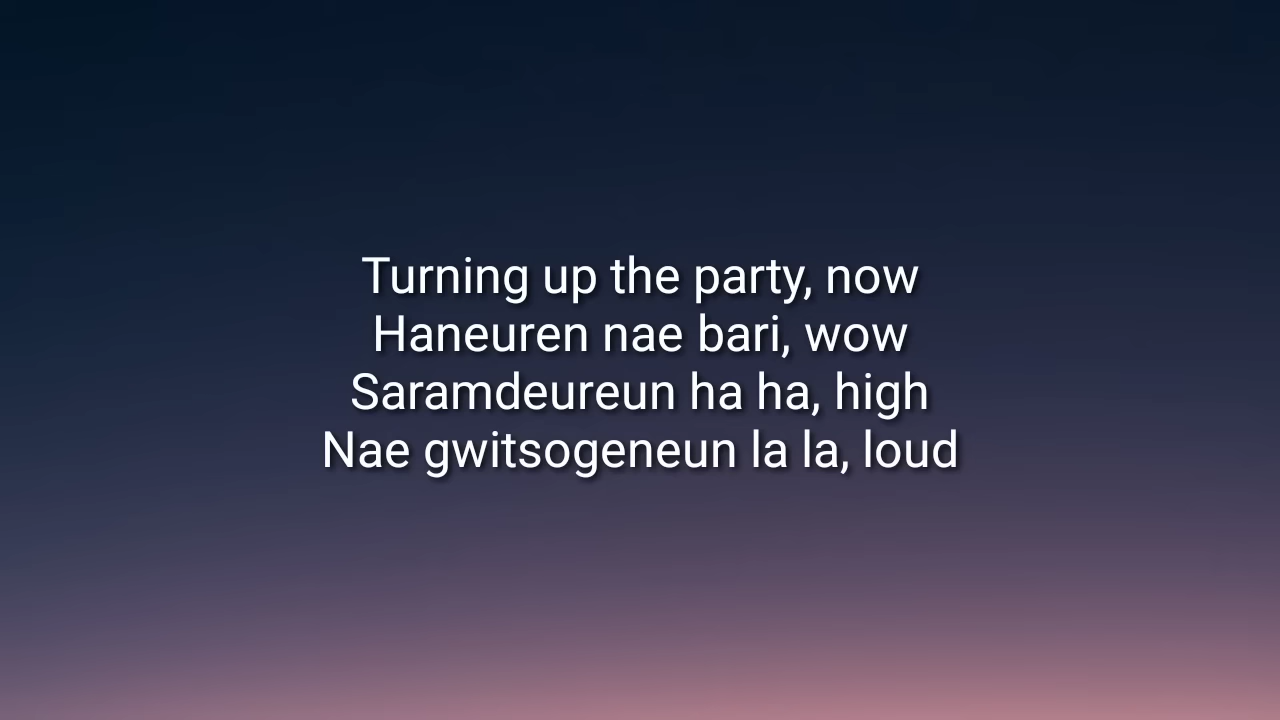 Turning up the party, now
Haneuren nae bari, wow
Saramdeureun ha ha, high
Nae gwitsogeneun la la, loud